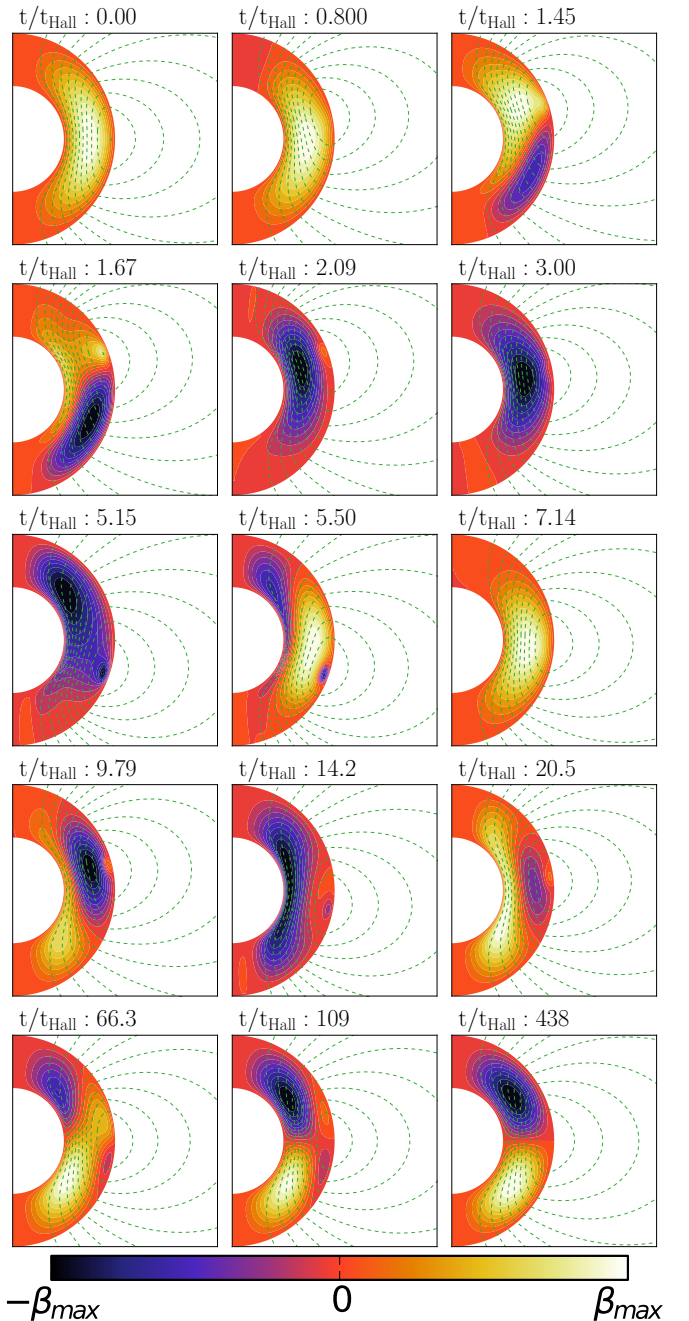 t/t_Hall : 0.00
t/t_Hall : 0.800
t/t_Hall : 1.45
t/t_Hall : 1.67
t/t_Hall : 2.09
t/t_Hall : 3.00
t/t_Hall : 5.15
t/t_Hall : 5.50
t/t_Hall : 7.14
t/t_Hall : 9.79
t/t_Hall : 14.2
t/t_Hall : 20.5
t/t_Hall : 66.3
t/t_Hall : 109
t/t_Hall : 438
−β_max 0 β_max